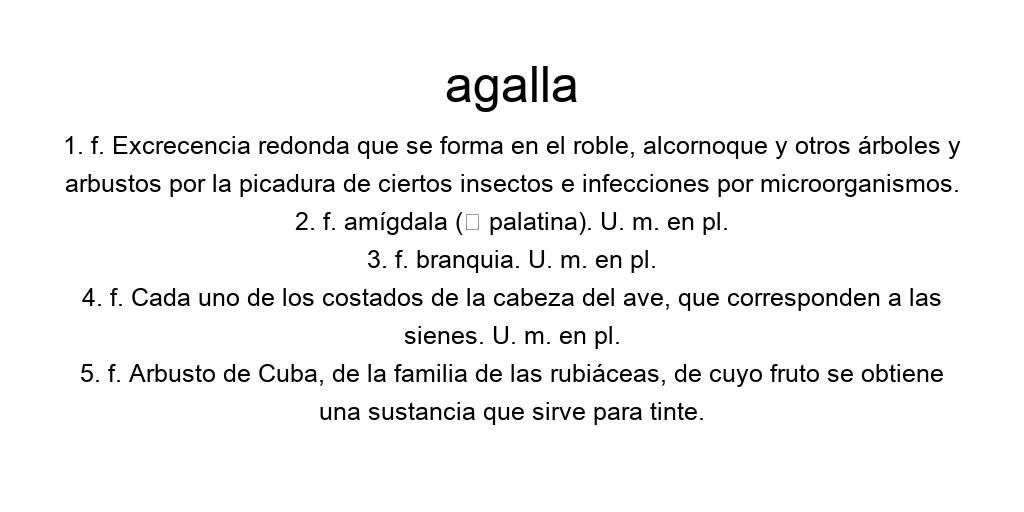 agalla
1. f. Excrecencia redonda que se forma en el roble, alcornoque y otros árboles y
arbustos por la picadura de ciertos insectos e infecciones por microorganismos.
2. f. amígdala (□ palatina). U. m. en pl.
3. f. branquia. U. m. en pl.
4. f. Cada uno de los costados de la cabeza del ave, que corresponden a las
sienes. U. m. en pl.
5. f. Arbusto de Cuba, de la familia de las rubiáceas, de cuyo fruto se obtiene
una sustancia que sirve para tinte.